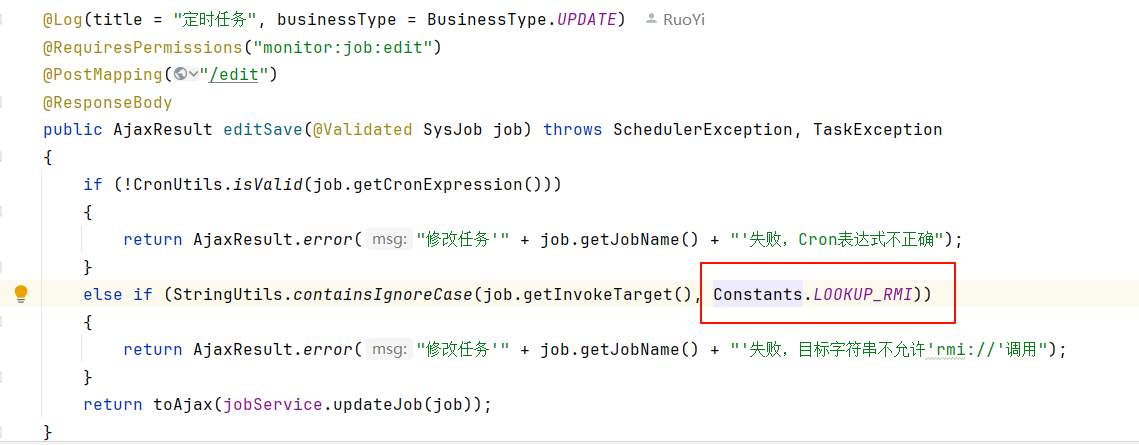 @Log(title = "定时任务", businessType = BusinessType.UPDATE) RuoYi
@RequiresPermissions("monitor:job:edit")
@PostMapping("/edit")
@ResponseBody
public AjaxResult editSave(@Validated SysJob job) throws SchedulerException, TaskException
{
if (!CronUtils.isValid(job.getCronExpression()))
{
return AjaxResult.error( msg: "修改任务'" + job.getJobName() + "'失败，Cron表达式不正确");
}
else if (StringUtils.containsIgnoreCase(job.getInvokeTarget(), Constants.LOOKUP_RMI))
{
return AjaxResult.error( msg: "修改任务'" + job.getJobName() + "'失败，目标字符串不允许'rmi://'调用");
}
return toAjax(jobService.updateJob(job));
}